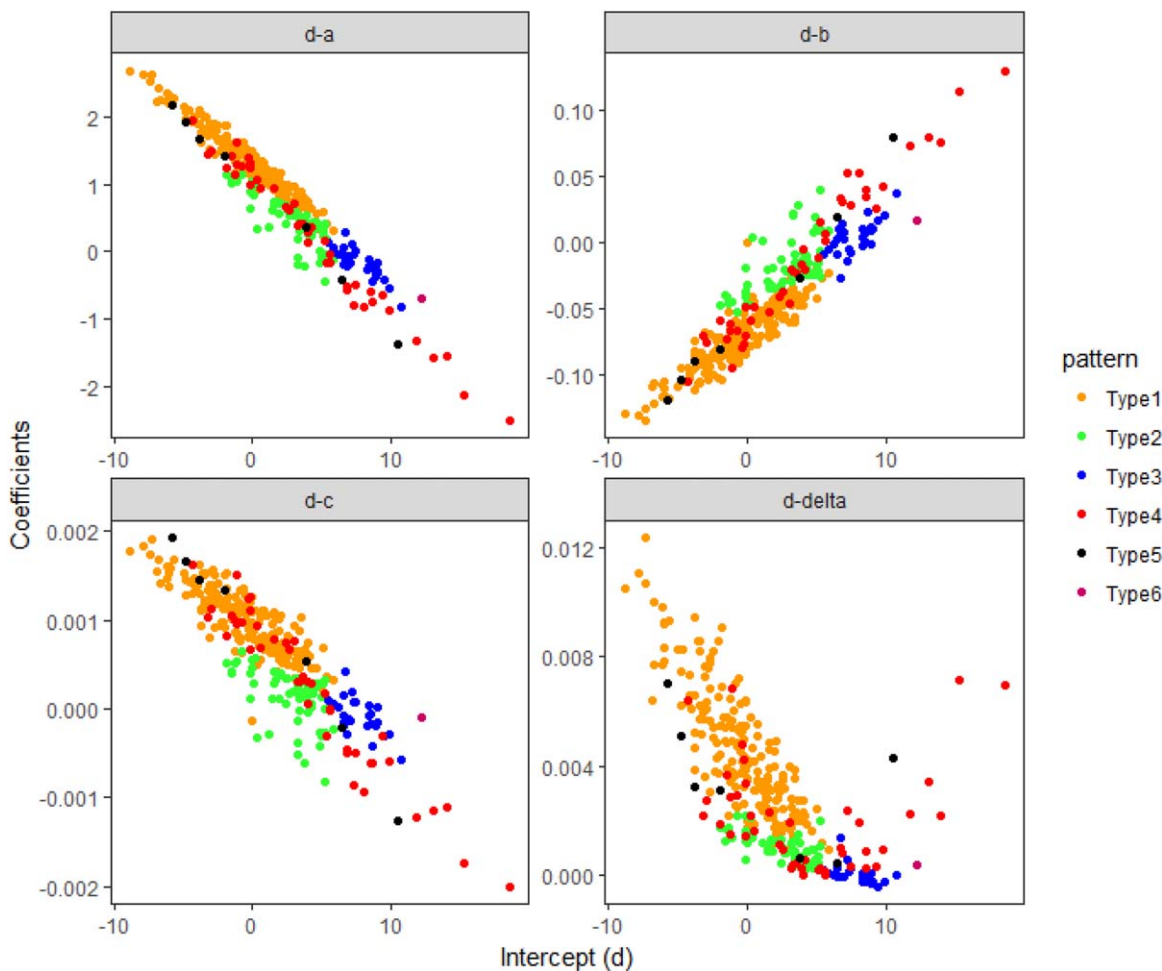 d-a
d-b
2
1
0
-1
-2
0.10
0.05
0.00
-0.05
-0.10
-10
0
10
-10
0
10
Coefficients
d-c
d-delta
0.002
0.001
0.000
-0.001
-0.002
0.012
0.008
0.004
0.000
-10
0
10
-10
0
10
Intercept (d)
pattern
Type1
Type2
Type3
Type4
Type5
Type6